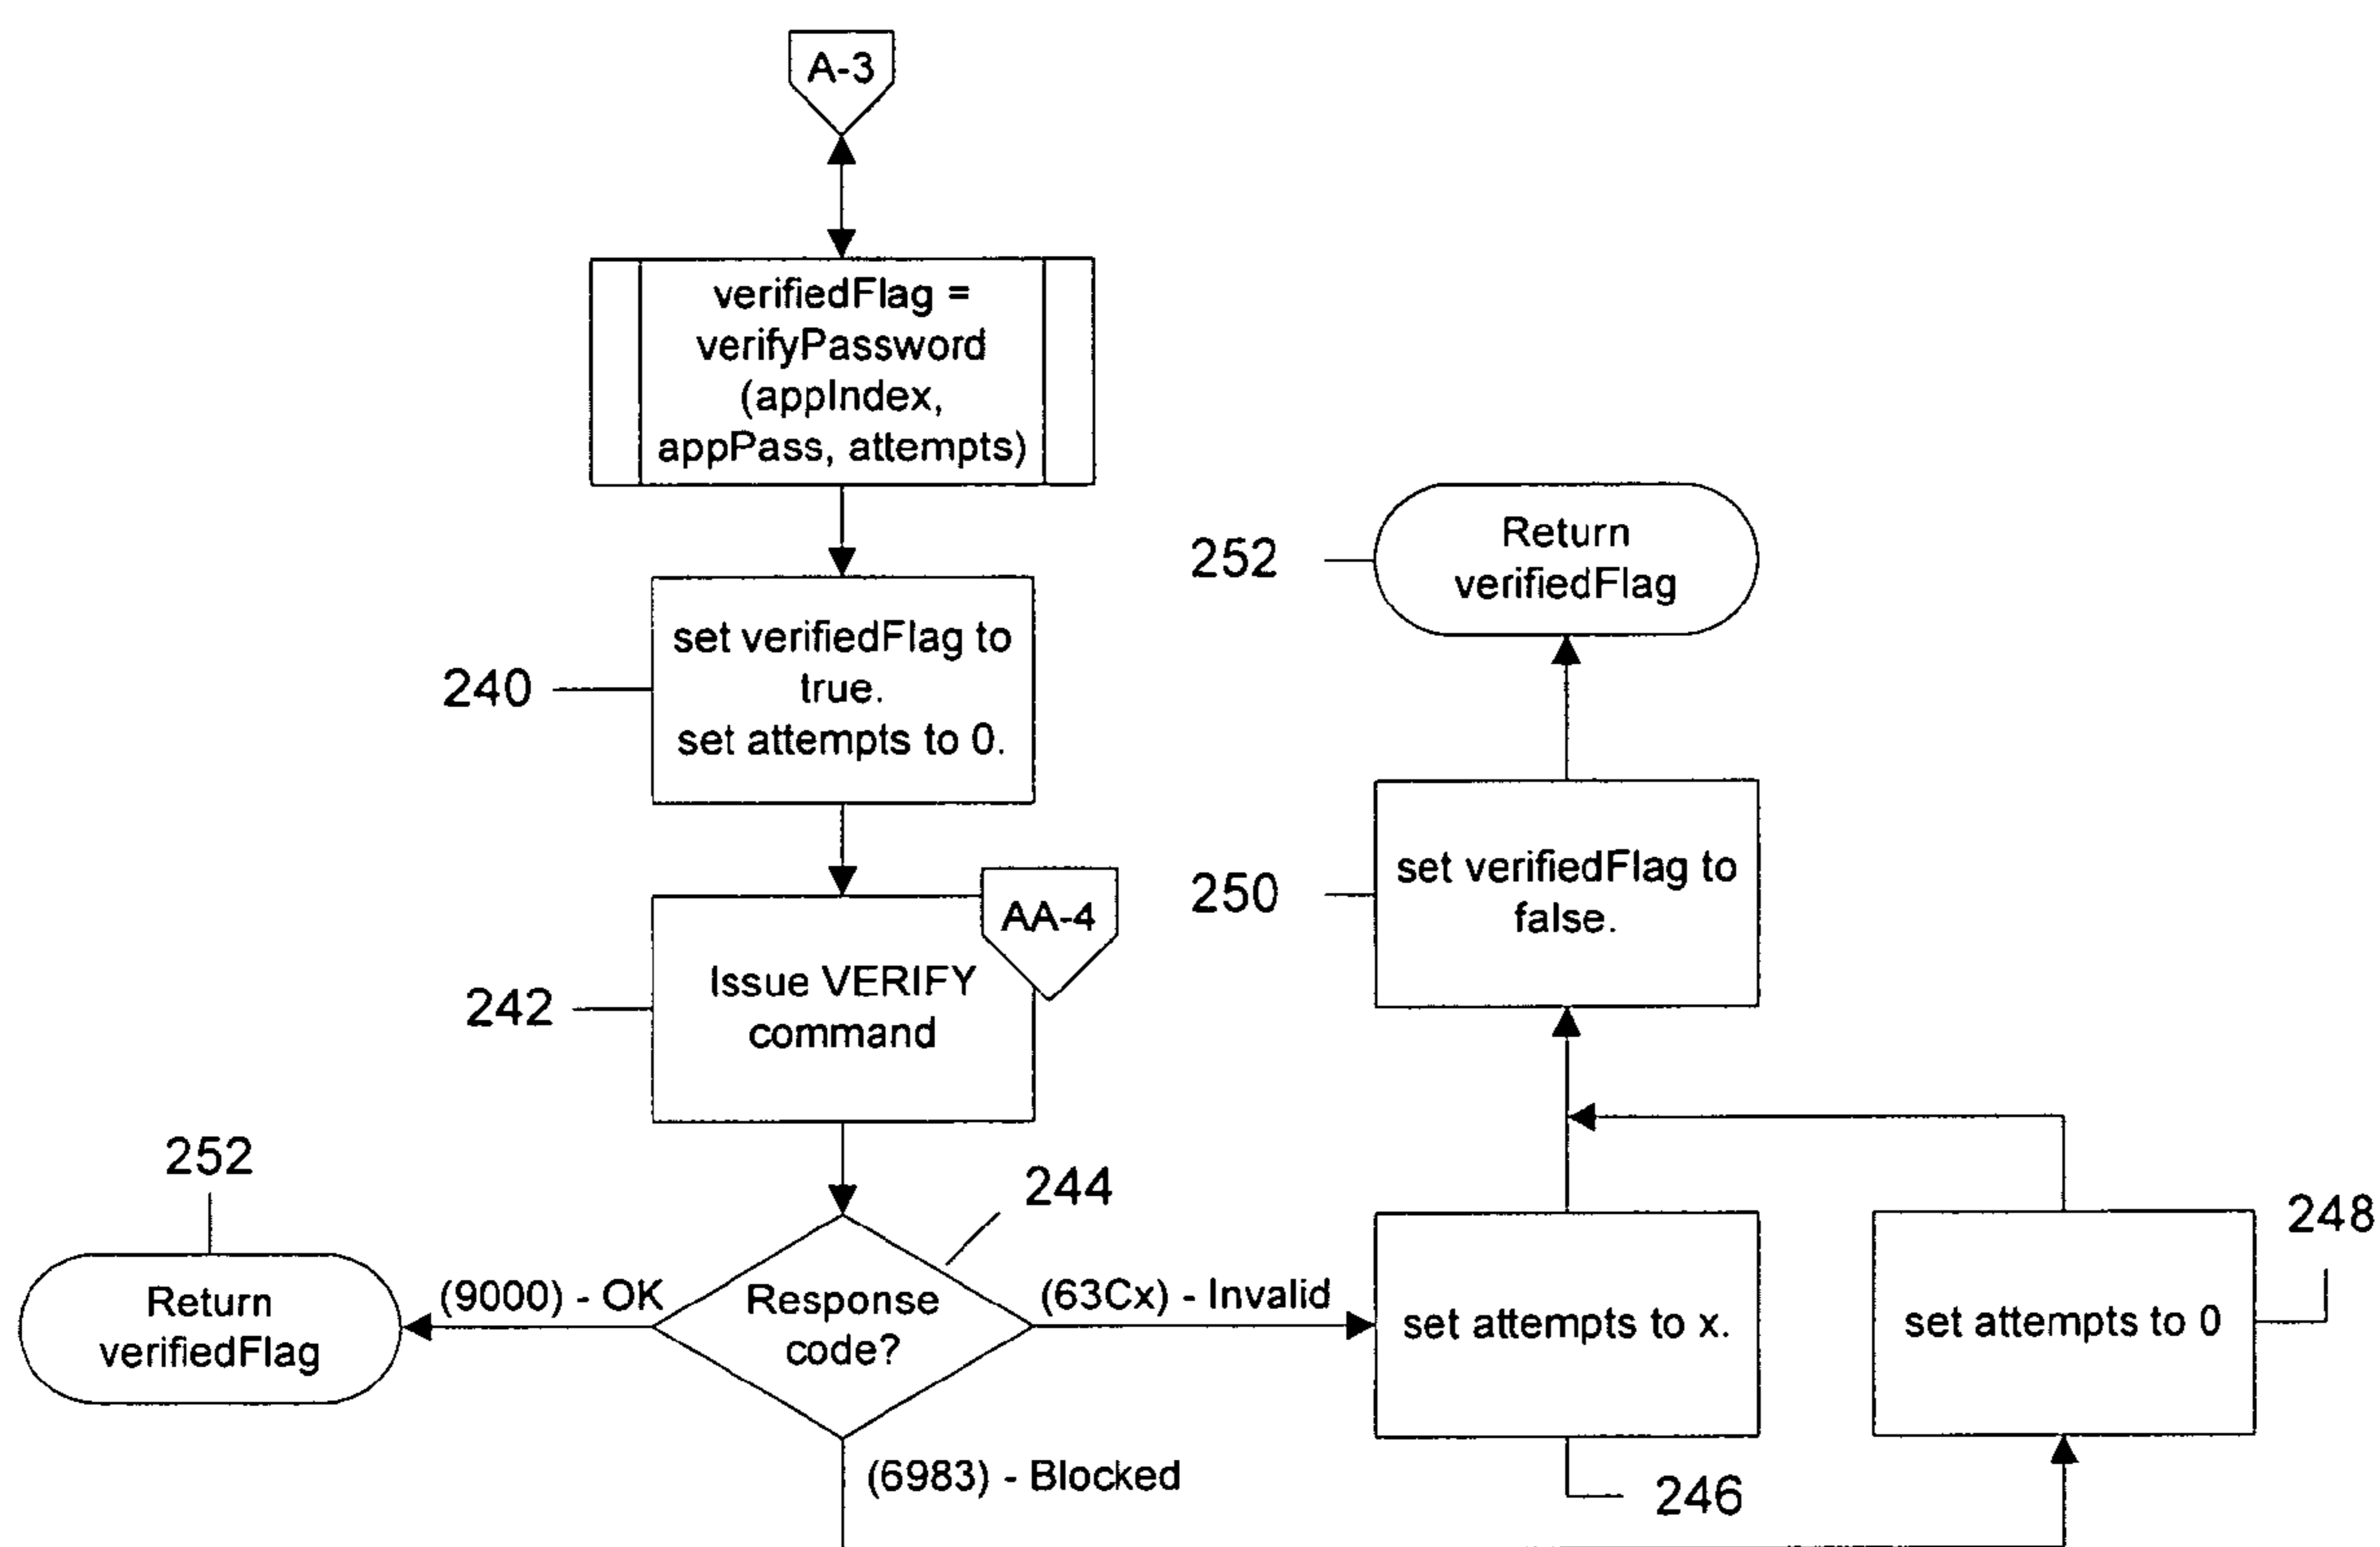 A-3
verifiedFlag =
verifyPassword
(appIndex,
appPass, attempts)
240
set verifiedFlag to
true.
set attempts to 0.
242
Issue VERIFY
command
AA-4
244
Response
code?
(9000) - OK
252
Return
verifiedFlag
(63Cx) - Invalid
(6983) - Blocked
set attempts to x.
246
set attempts to 0
248
250
set verifiedFlag to
false.
252
Return
verifiedFlag